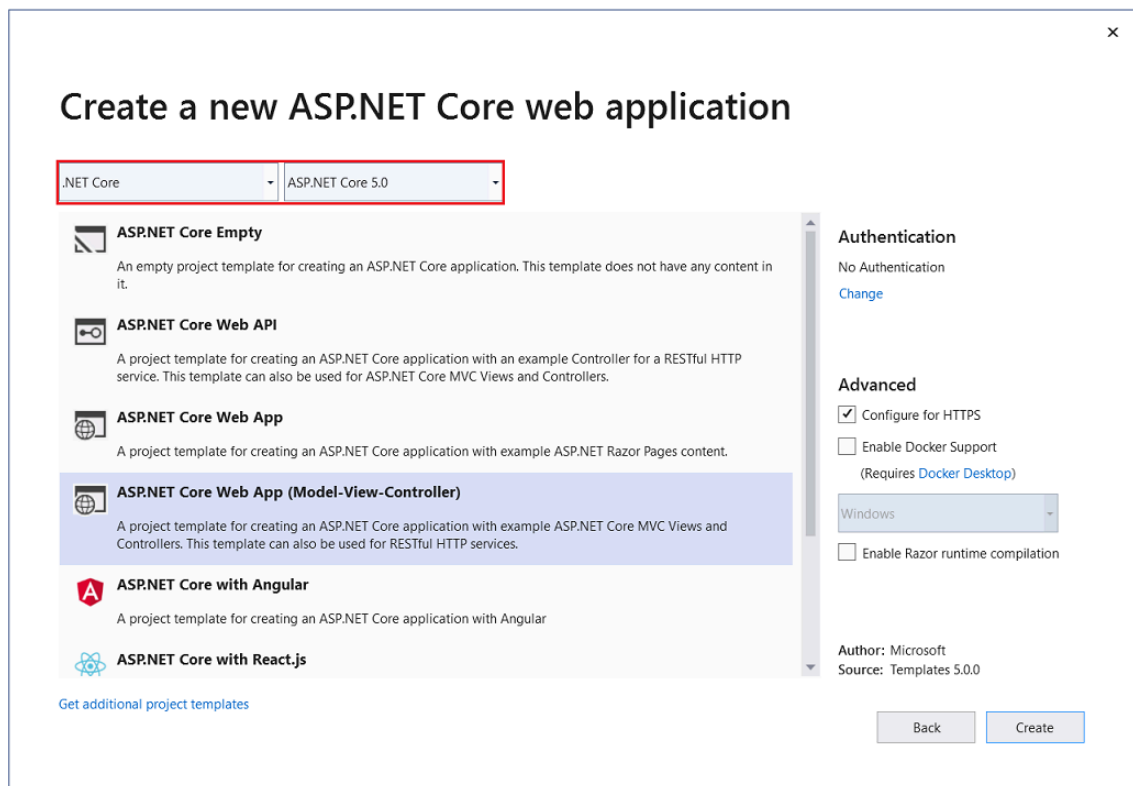 Create a new ASP.NET Core web application
.NET Core
ASP.NET Core 5.0
ASP.NET Core Empty
An empty project template for creating an ASP.NET Core application. This template does not have any content in
it.
ASP.NET Core Web API
A project template for creating an ASP.NET Core application with an example Controller for a RESTful HTTP
service. This template can also be used for ASP.NET Core MVC Views and Controllers.
ASP.NET Core Web App
A project template for creating an ASP.NET Core application with example ASP.NET Razor Pages content.
ASP.NET Core Web App (Model-View-Controller)
A project template for creating an ASP.NET Core application with example ASP.NET Core MVC Views and
Controllers. This template can also be used for RESTful HTTP services.
ASP.NET Core with Angular
A project template for creating an ASP.NET Core application with Angular
ASP.NET Core with React.js
Get additional project templates
Authentication
No Authentication
Change
Advanced
Configure for HTTPS
Enable Docker Support
(Requires Docker Desktop)
Windows
Enable Razor runtime compilation
Author: Microsoft
Source: Templates 5.0.0
Back
Create